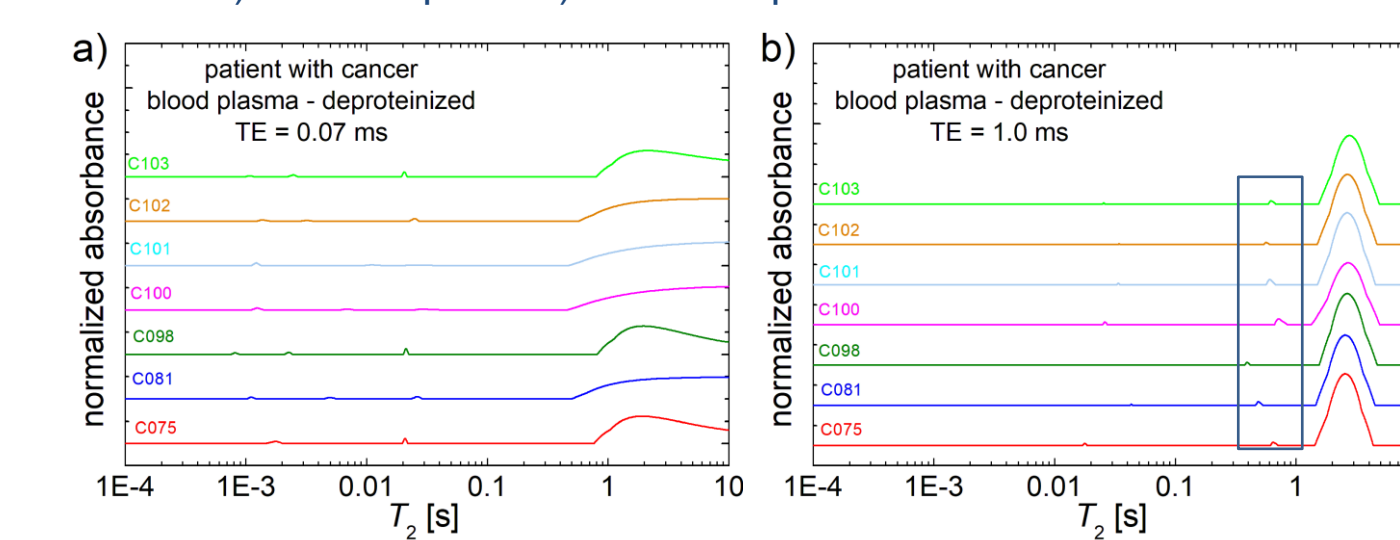 a)
patient with cancer
blood plasma - deproteinized
TE = 0.07 ms
normalized absorbance
C103
C102
C101
C100
C098
C081
C075
1E-4 1E-3 0.01 0.1 1 10
T2 [s]
b)
patient with cancer
blood plasma - deproteinized
TE = 1.0 ms
normalized absorbance
C103
C102
C101
C100
C098
C081
C075
1E-4 1E-3 0.01 0.1 1
T2 [s]